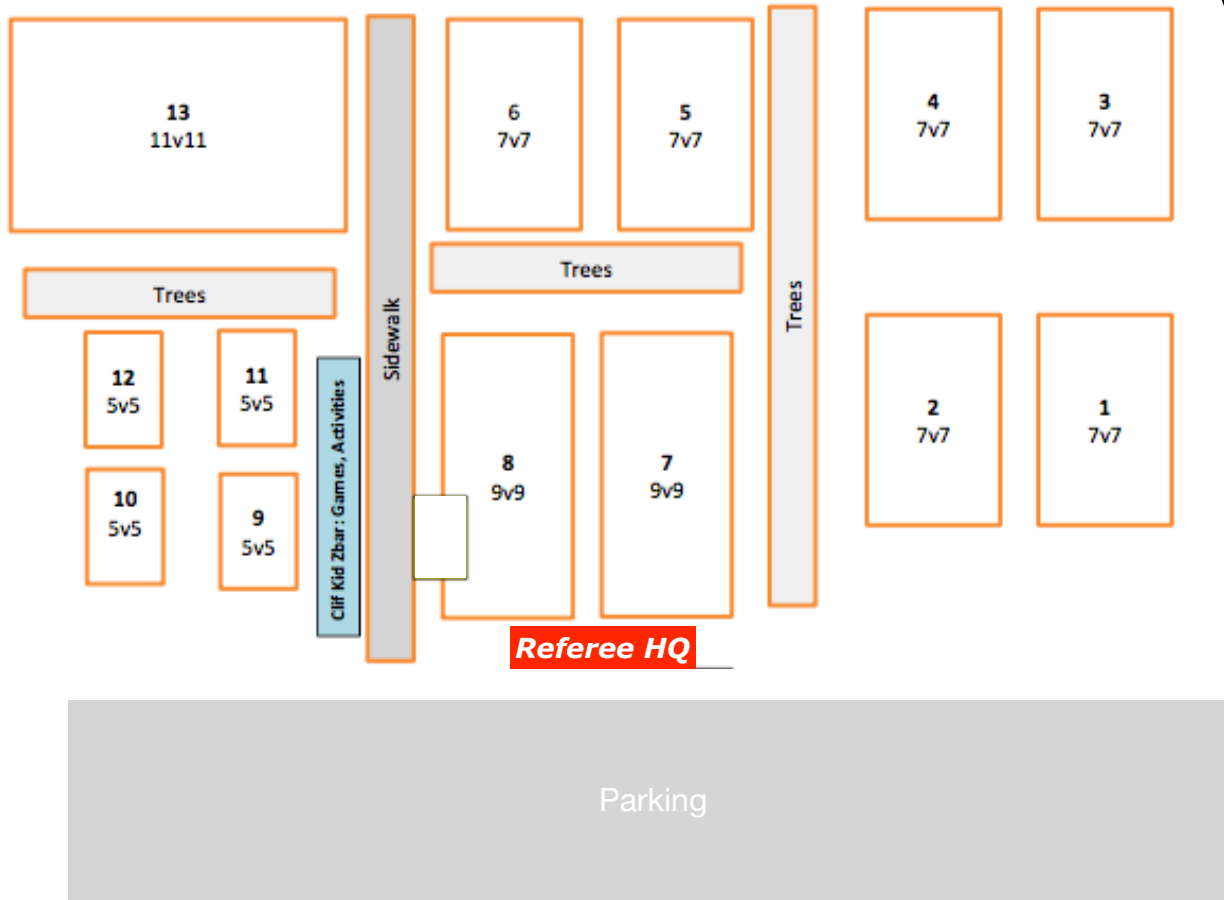 13
11v11
6
7v7
5
7v7
4
7v7
3
7v7
Trees
Trees
Sidewalk
Trees
12
5v5
11
5v5
10
5v5
9
5v5
Clif Kid Zbar: Games, Activities
8
9v9
7
9v9
2
7v7
1
7v7
Referee HQ
Parking